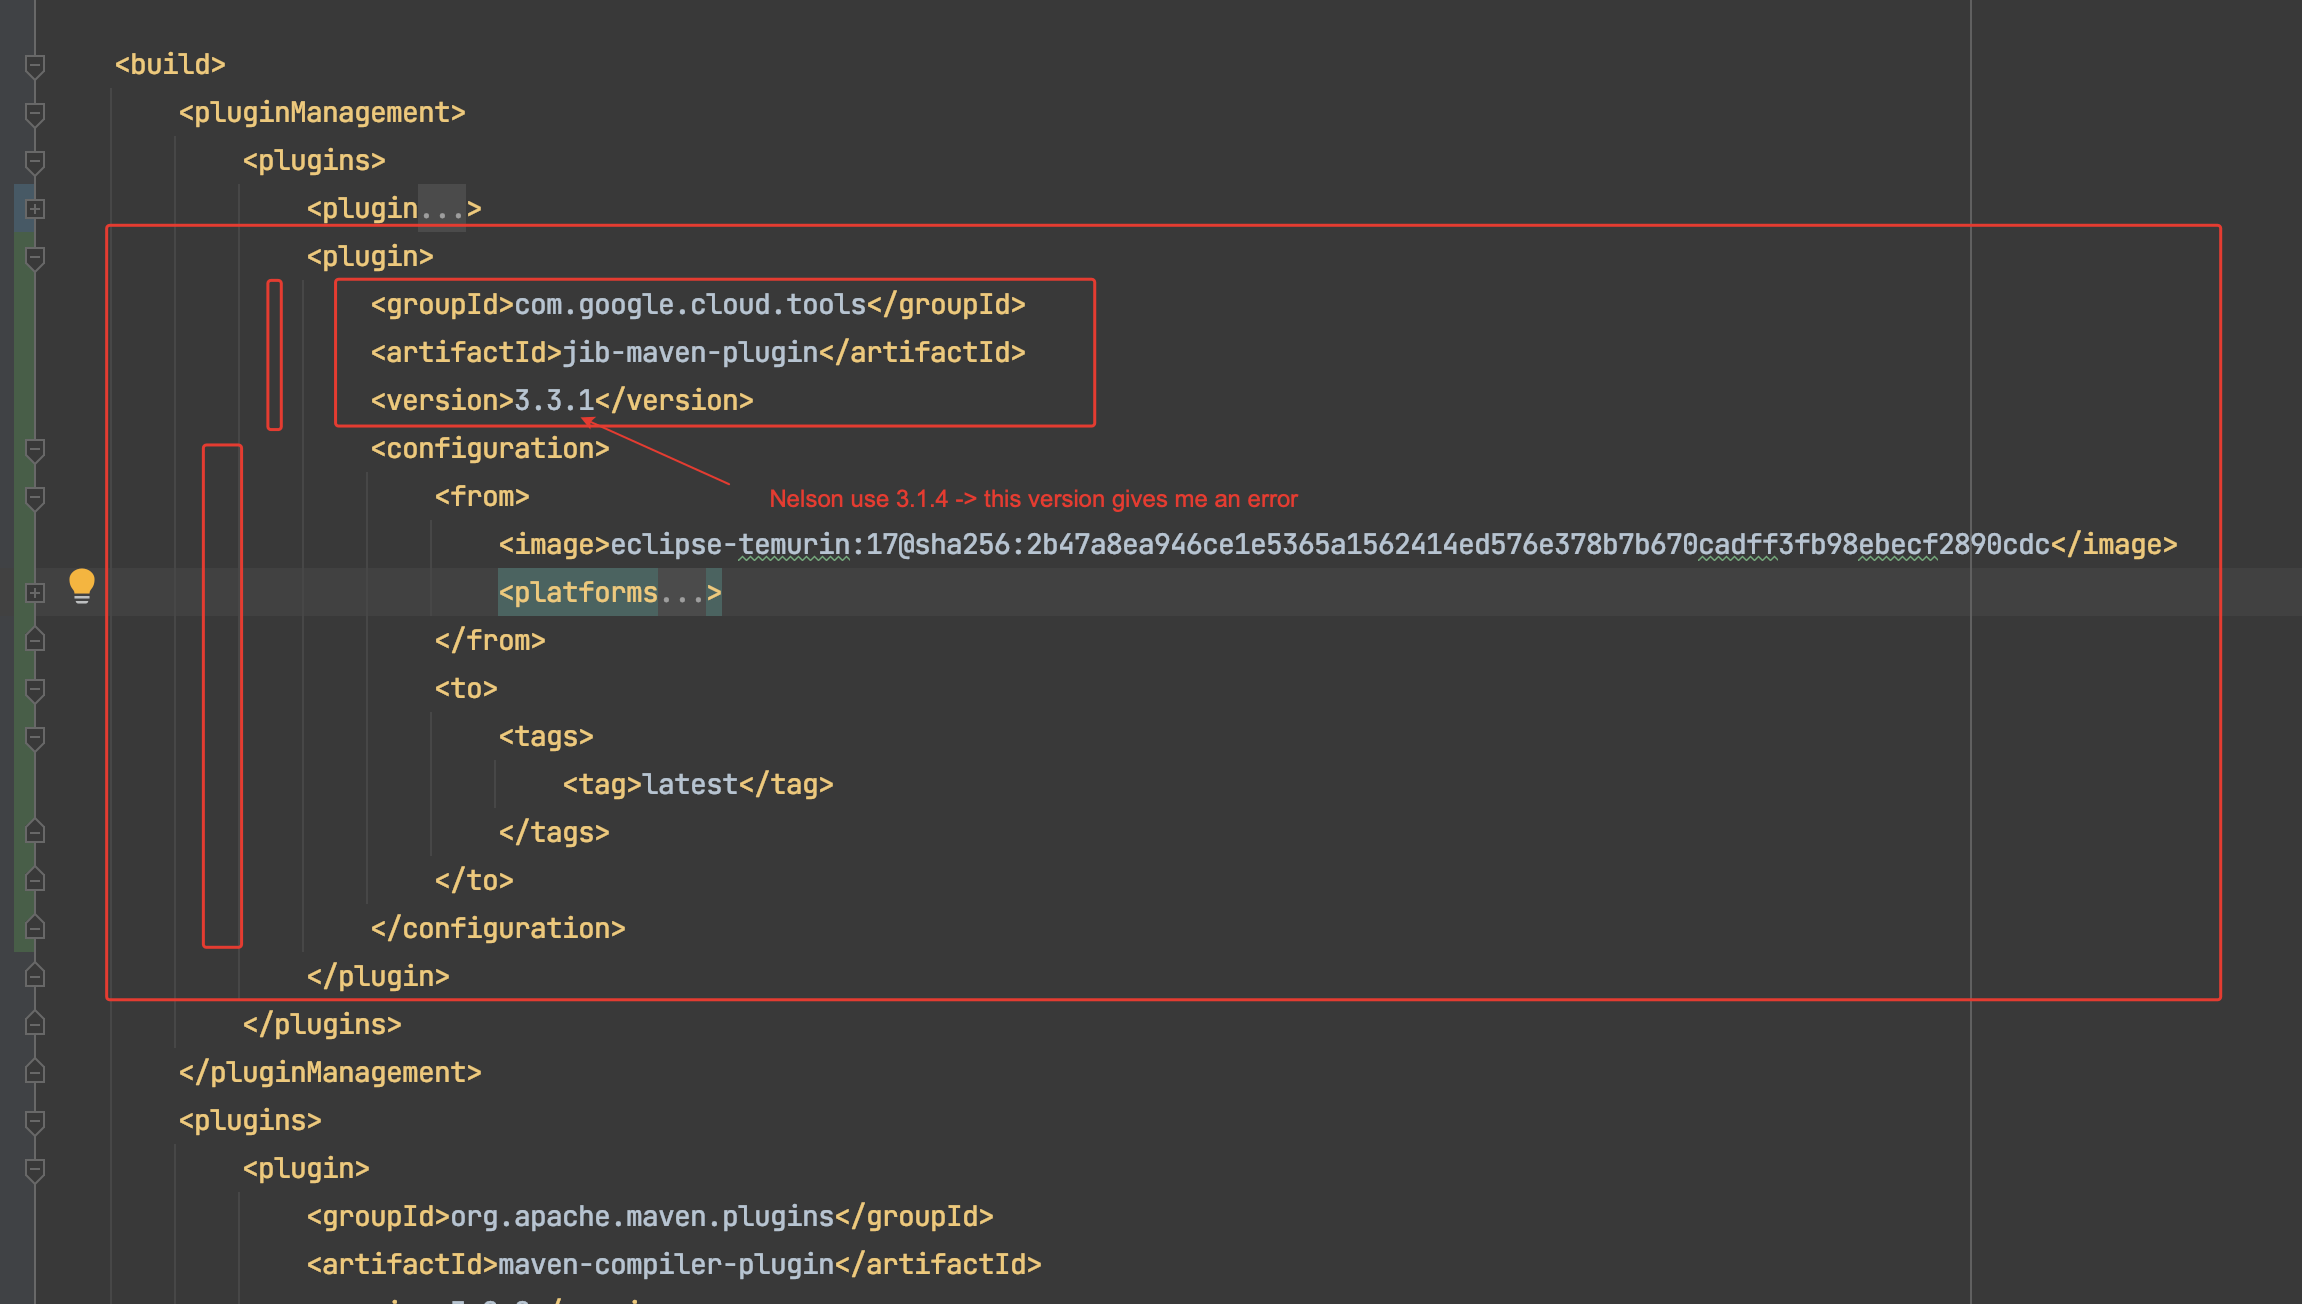 <build>
<pluginManagement>
<plugins>
<plugin...>
<plugin>
<groupId>com.google.cloud.tools</groupId>
<artifactId>jib-maven-plugin</artifactId>
<version>3.3.1</version>
<configuration>
<from>
Nelson use 3.1.4 -> this version gives me an error
<image>eclipse-temurin:17@sha256:2b47a8ea946ce1e5365a1562414ed576e378b7b670cadff3fb98ebecf2890cdc</image>
<platforms...>
</from>
<to>
<tags>
<tag>latest</tag>
</tags>
</to>
</configuration>
</plugin>
</plugins>
</pluginManagement>
<plugins>
<plugin>
<groupId>org.apache.maven.plugins</groupId>
<artifactId>maven-compiler-plugin</artifactId>